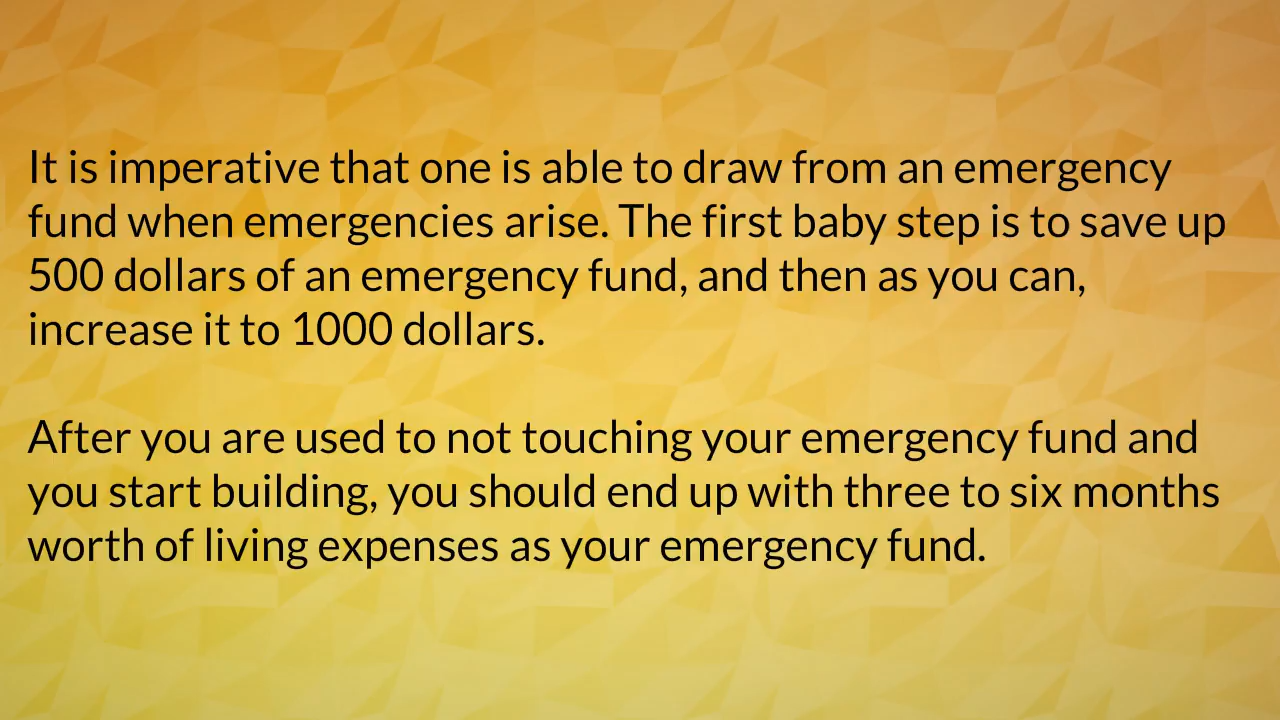 It is imperative that one is able to draw from an emergency
fund when emergencies arise. The first baby step is to save up
500 dollars of an emergency fund, and then as you can,
increase it to 1000 dollars.
After you are used to not touching your emergency fund and
you start building, you should end up with three to six months
worth of living expenses as your emergency fund.